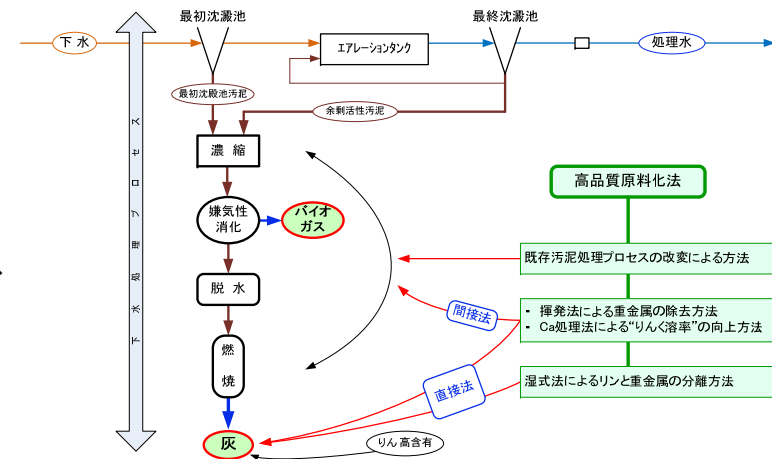 最初沈澱池
最終沈澱池
下 水
エアレーションタンク
処理水
最初沈殿池汚泥
余剰活性汚泥
濃 縮
高品質原料化法
嫌気性
消化
バイオ
ガス
既存汚泥処理プロセスの改変による方法
脱 水
間接法
・ 揮発法による重金属の除去方法
・ Ca処理法による“りんく溶率”の向上方法
燃
焼
直接法
湿式法によるリンと重金属の分離方法
灰
りん高含有
下水処理プロセス